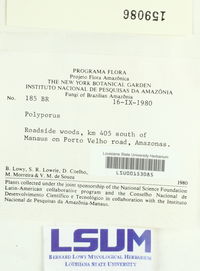 159086
PROGRAMA FLORA
Projeto Flora Amazônica
THE NEW YORK BOTANICAL GARDEN
INSTITUTO NACIONAL DE PESQUISAS DA AMAZÔNIA
Fungi of Brazilian Amazônia
No. 185 BR 16-IX-1980
Polyporus
Roadside woods, km 405 south of
Manaus on Porto Velho road, Amazonas.
Louisiana State University Herbarium
LSU00153085
B. Lowy, S. R. Lowrie, D. Coelho,
M. Moreira & V. M. de Souza 1980
Plants collected under the joint sponsorship of the National Science Foundation
Latin-American collaborative program and the Conselho Nacional de
Desenvolvimento Científico e Tecnológico in collaboration with the Instituto
Nacional de Pesquisas da Amazônia-Manaus.
LSUM
BERNARD LOWY MYCOLOGICAL HERBARIUM
LOUISIANA STATE UNIVERSITY